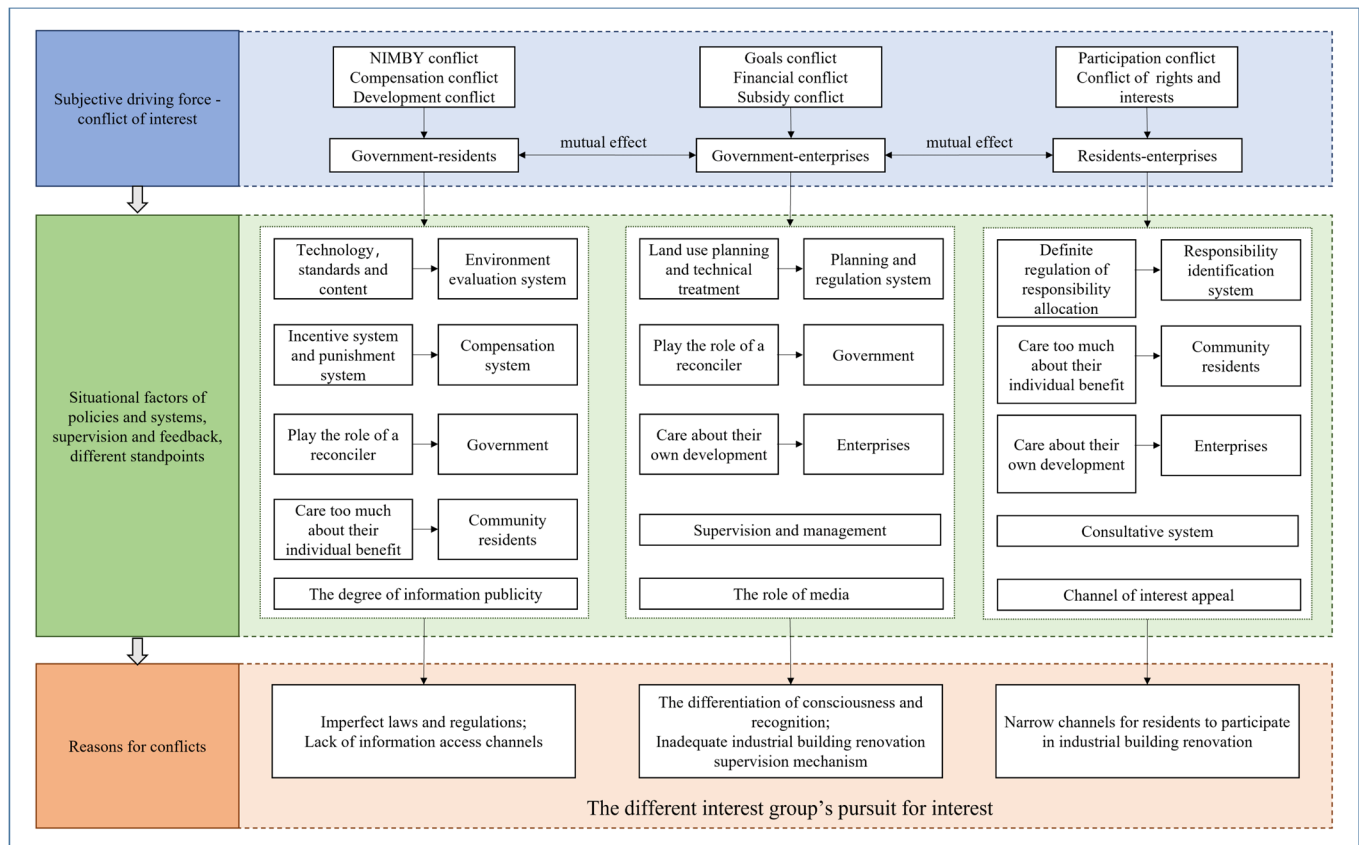 Subjective driving force -
conflict of interest
NIMBY conflict
Compensation conflict
Development conflict
Goals conflict
Financial conflict
Subsidy conflict
Participation conflict
Conflict of rights and
interests
Government-residents
mutual effect
Government-enterprises
mutual effect
Residents-enterprises
Situational factors of
policies and systems,
supervision and feedback,
different standpoints
Technology,
standards and
content
Environment
evaluation system
Incentive system
and punishment
system
Compensation
system
Play the role of a
reconciler
Government
Care too much
about their
individual benefit
Community
residents
The degree of information publicity
Land use planning
and technical
treatment
Planning and
regulation system
Play the role of a
reconciler
Government
Care about their
own development
Enterprises
Supervision and management
The role of media
Definite
regulation of
responsibility
allocation
Responsibility
identification
system
Care too much
about their
individual benefit
Community
residents
Care about their
own development
Enterprises
Consultative system
Channel of interest appeal
Reasons for conflicts
Imperfect laws and regulations;
Lack of information access channels
The differentiation of consciousness and
recognition;
Inadequate industrial building renovation
supervision mechanism
Narrow channels for residents to participate
in industrial building renovation
The different interest group's pursuit for interest